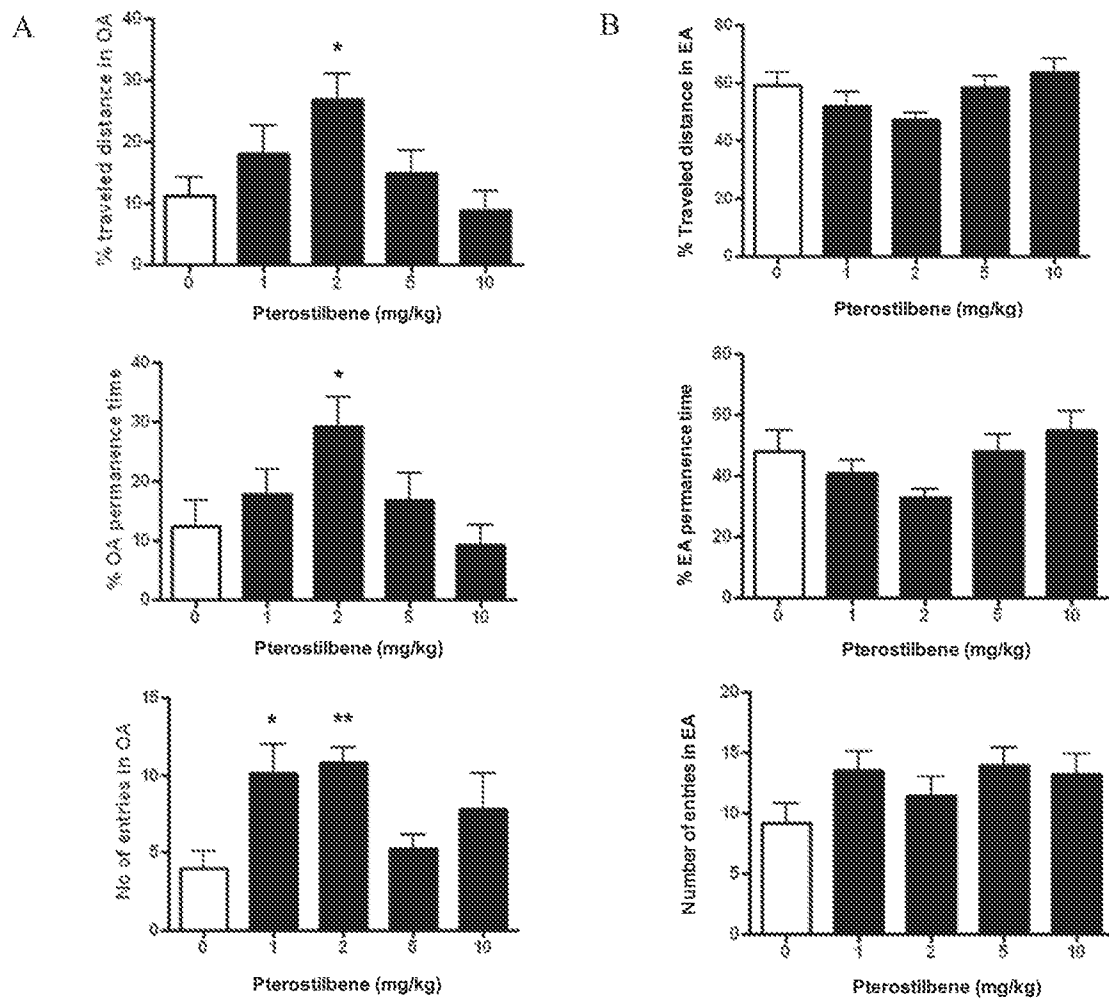 A
% traveled distance in OA
40
30
20
10
0
*
0 1 2 5 10
Pterostilbene (mg/kg)
% OA permanence time
40
30
20
10
0
*
0 1 2 5 10
Pterostilbene (mg/kg)
No of entries in OA
15
10
5
0
* **
0 1 2 5 10
Pterostilbene (mg/kg)
B
% Traveled distance in EA
80
60
40
20
0
0 1 2 5 10
Pterostilbene (mg/kg)
% EA permanence time
80
60
40
20
0
0 1 2 5 10
Pterostilbene (mg/kg)
Number of entries in EA
20
15
10
5
0
0 1 2 5 10
Pterostilbene (mg/kg)